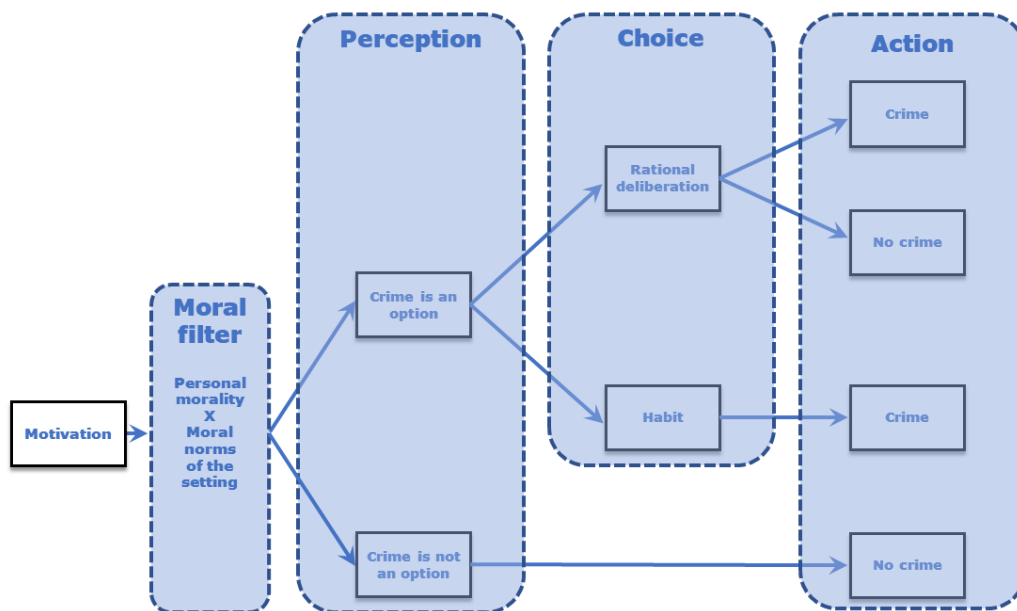 Perception
Choice
Action
Crime
Rational
deliberation
No crime
Crime is an
option
Moral
filter
Personal
morality
X
Moral
norms
of the
setting
Motivation
Habit
Crime
Crime is not
an option
No crime